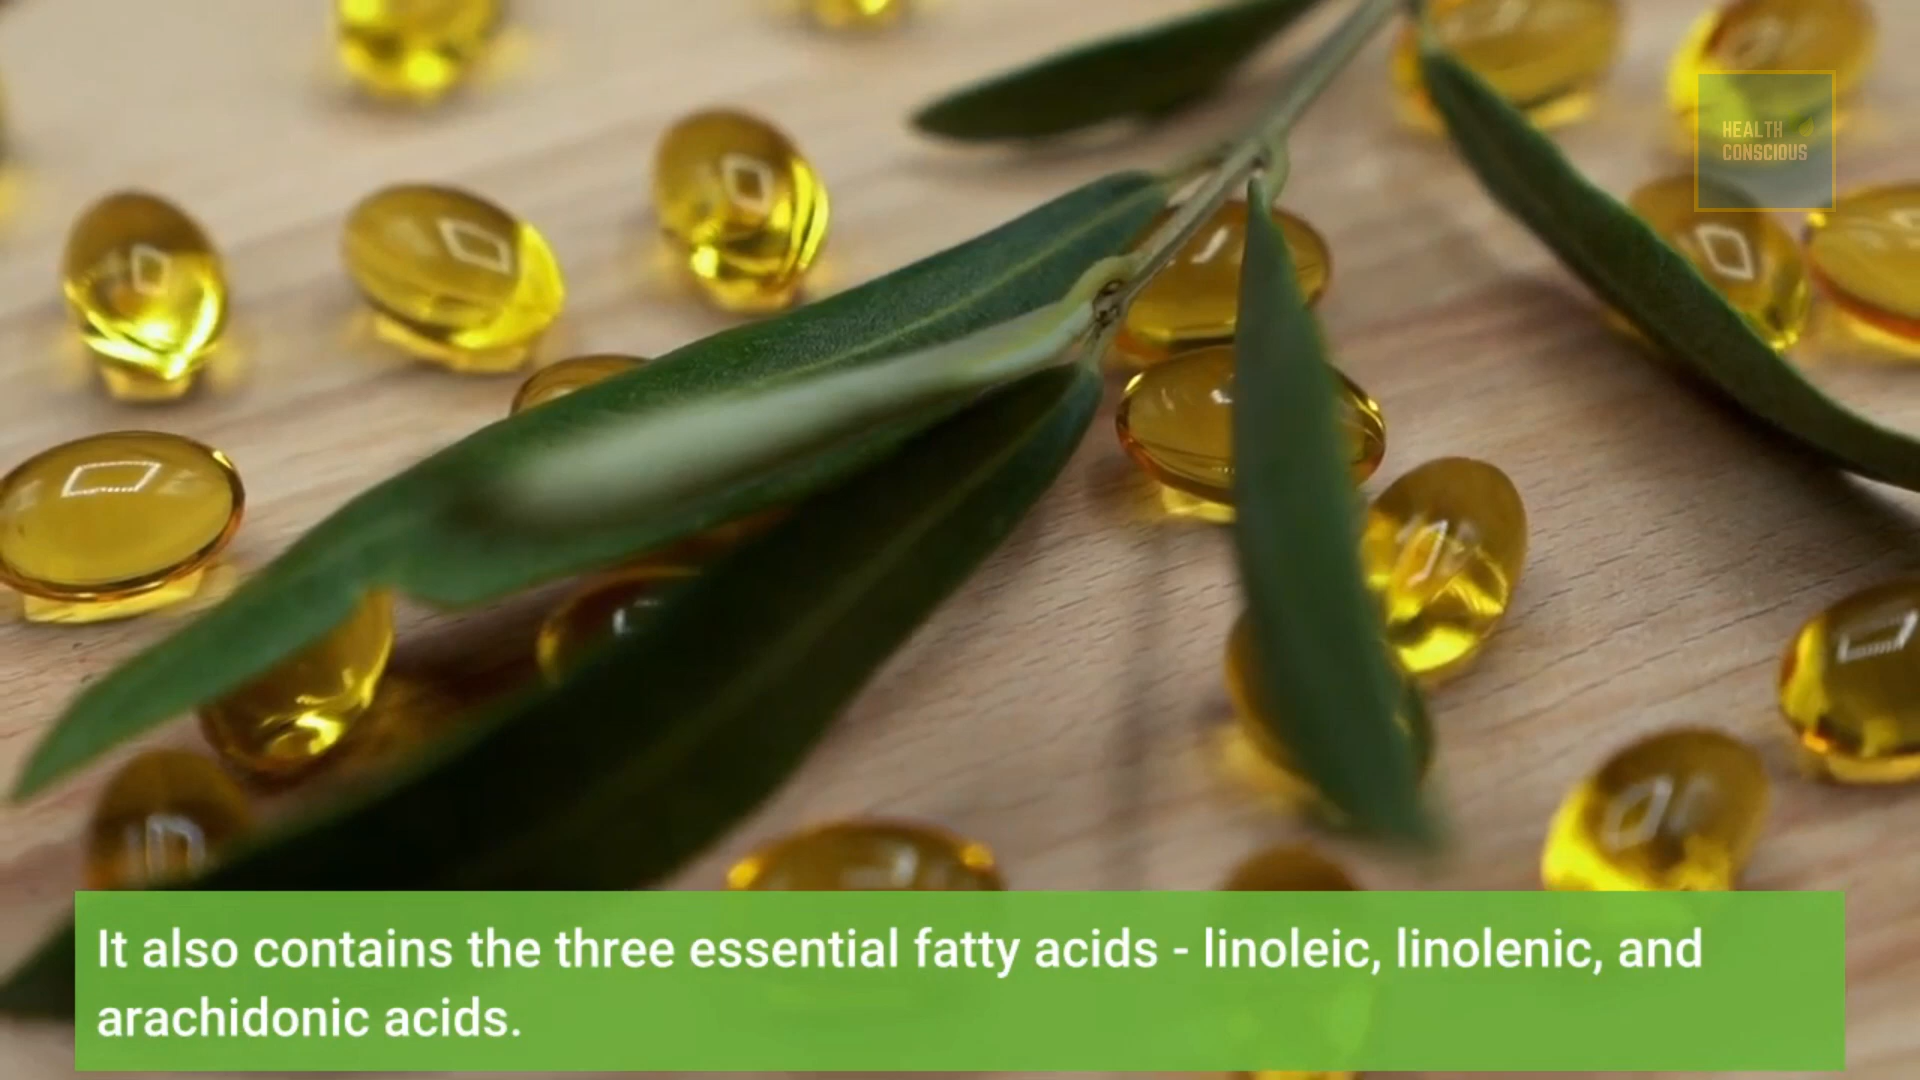 HEALTH
CONSCIOUS
It also contains the three essential fatty acids - linoleic, linolenic, and
arachidonic acids.